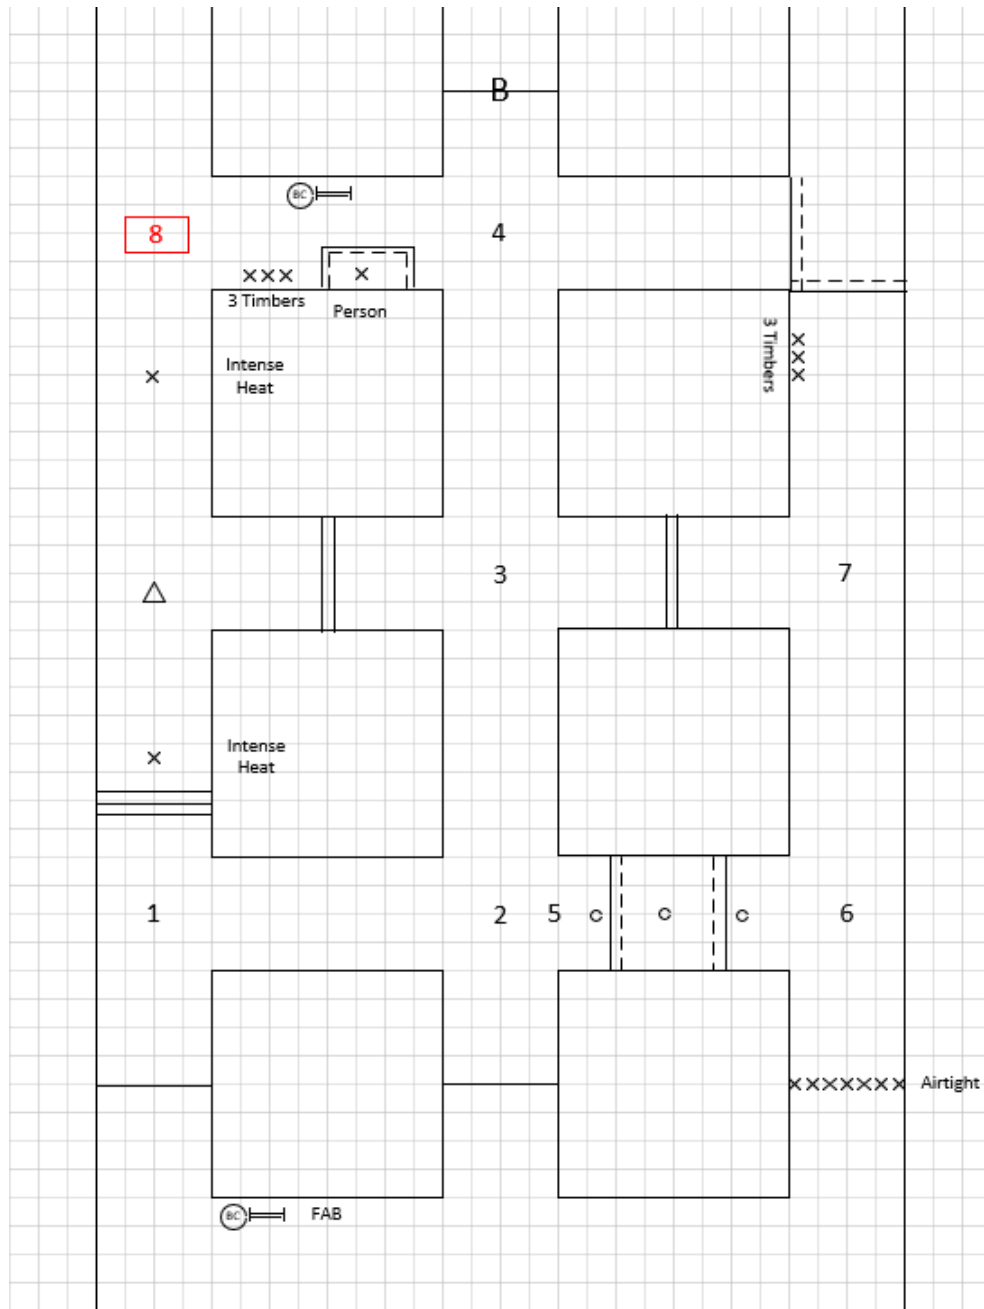 B
BC
8
4
3 Timbers
Person
3 Timbers
Intense
Heat
3
7
Intense
Heat
1
2
5
C
C
C
6
Airtight
BC
FAB